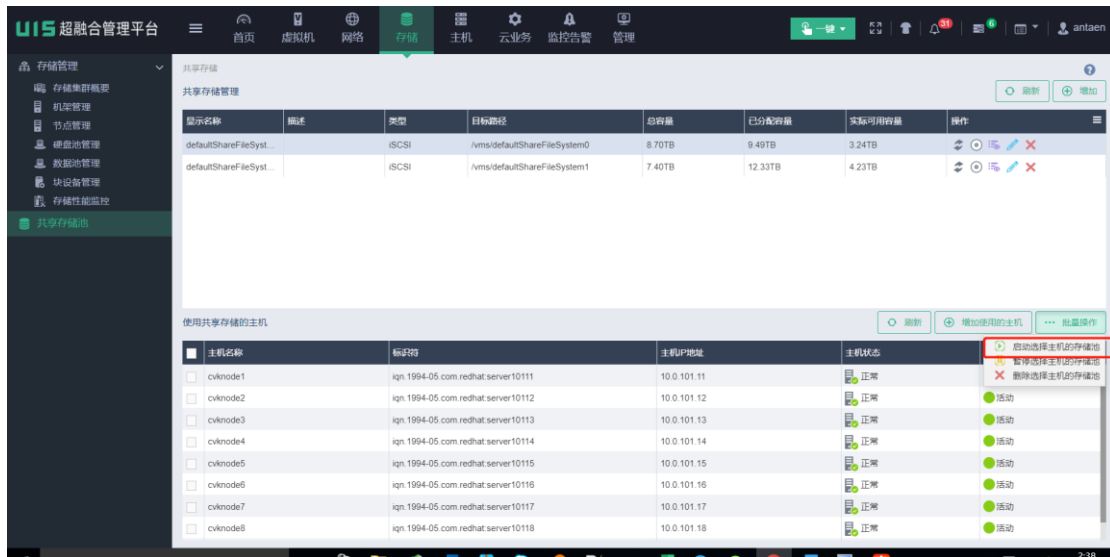 UIS 超融合管理平台
首页 虚拟机 网络 存储 主机 云业务 监控告警 管理
一键 31 6 antaen
存储管理
存储集群概要
机架管理
节点管理
硬盘池管理
数据池管理
块设备管理
存储性能监控
共享存储池
共享存储
共享存储管理 刷新 增加
显示名称 描述 类型 目标路径 总容量 已分配容量 实际可用容量 操作
defaultShareFileSyst... iSCSI /vms/defaultShareFileSystem0 8.70TB 9.49TB 3.24TB
defaultShareFileSyst... iSCSI /vms/defaultShareFileSystem1 7.40TB 12.33TB 4.23TB
使用共享存储的主机 刷新 增加使用的主机 批量操作
启动选择主机的存储池
暂停选择主机的存储池
删除选择主机的存储池
主机名称 标识符 主机IP地址 主机状态
cvknode1 iqn.1994-05.com.redhat:server10111 10.0.101.11 正常
cvknode2 iqn.1994-05.com.redhat:server10112 10.0.101.12 正常 活动
cvknode3 iqn.1994-05.com.redhat:server10113 10.0.101.13 正常 活动
cvknode4 iqn.1994-05.com.redhat:server10114 10.0.101.14 正常 活动
cvknode5 iqn.1994-05.com.redhat:server10115 10.0.101.15 正常 活动
cvknode6 iqn.1994-05.com.redhat:server10116 10.0.101.16 正常 活动
cvknode7 iqn.1994-05.com.redhat:server10117 10.0.101.17 正常 活动
cvknode8 iqn.1994-05.com.redhat:server10118 10.0.101.18 正常 活动
2:38